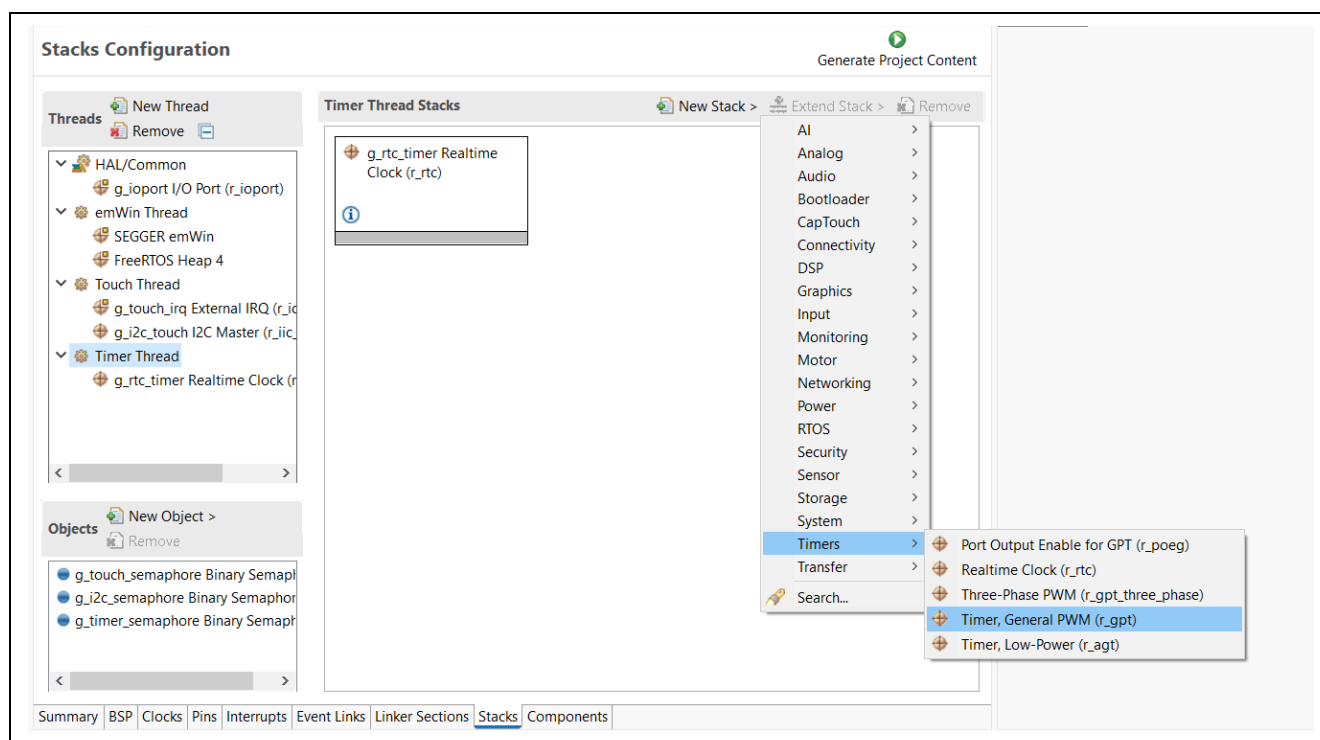 Stacks Configuration
Generate Project Content
Threads
New Thread
Remove
HAL/Common
g_ioport I/O Port (r_ioport)
emWin Thread
SEGGER emWin
FreeRTOS Heap 4
Touch Thread
g_touch_irq External IRQ (r_ic
g_i2c_touch I2C Master (r_iic_
Timer Thread
g_rtc_timer Realtime Clock (r
Objects
New Object >
Remove
g_touch_semaphore Binary Semaph
g_i2c_semaphore Binary Semaphor
g_timer_semaphore Binary Semaph
Timer Thread Stacks
New Stack >
Extend Stack >
Remove
g_rtc_timer Realtime
Clock (r_rtc)
AI
Analog
Audio
Bootloader
CapTouch
Connectivity
DSP
Graphics
Input
Monitoring
Motor
Networking
Power
RTOS
Security
Sensor
Storage
System
Timers
Transfer
Search...
Port Output Enable for GPT (r_poeg)
Realtime Clock (r_rtc)
Three-Phase PWM (r_gpt_three_phase)
Timer, General PWM (r_gpt)
Timer, Low-Power (r_agt)
Summary BSP Clocks Pins Interrupts Event Links Linker Sections Stacks Components